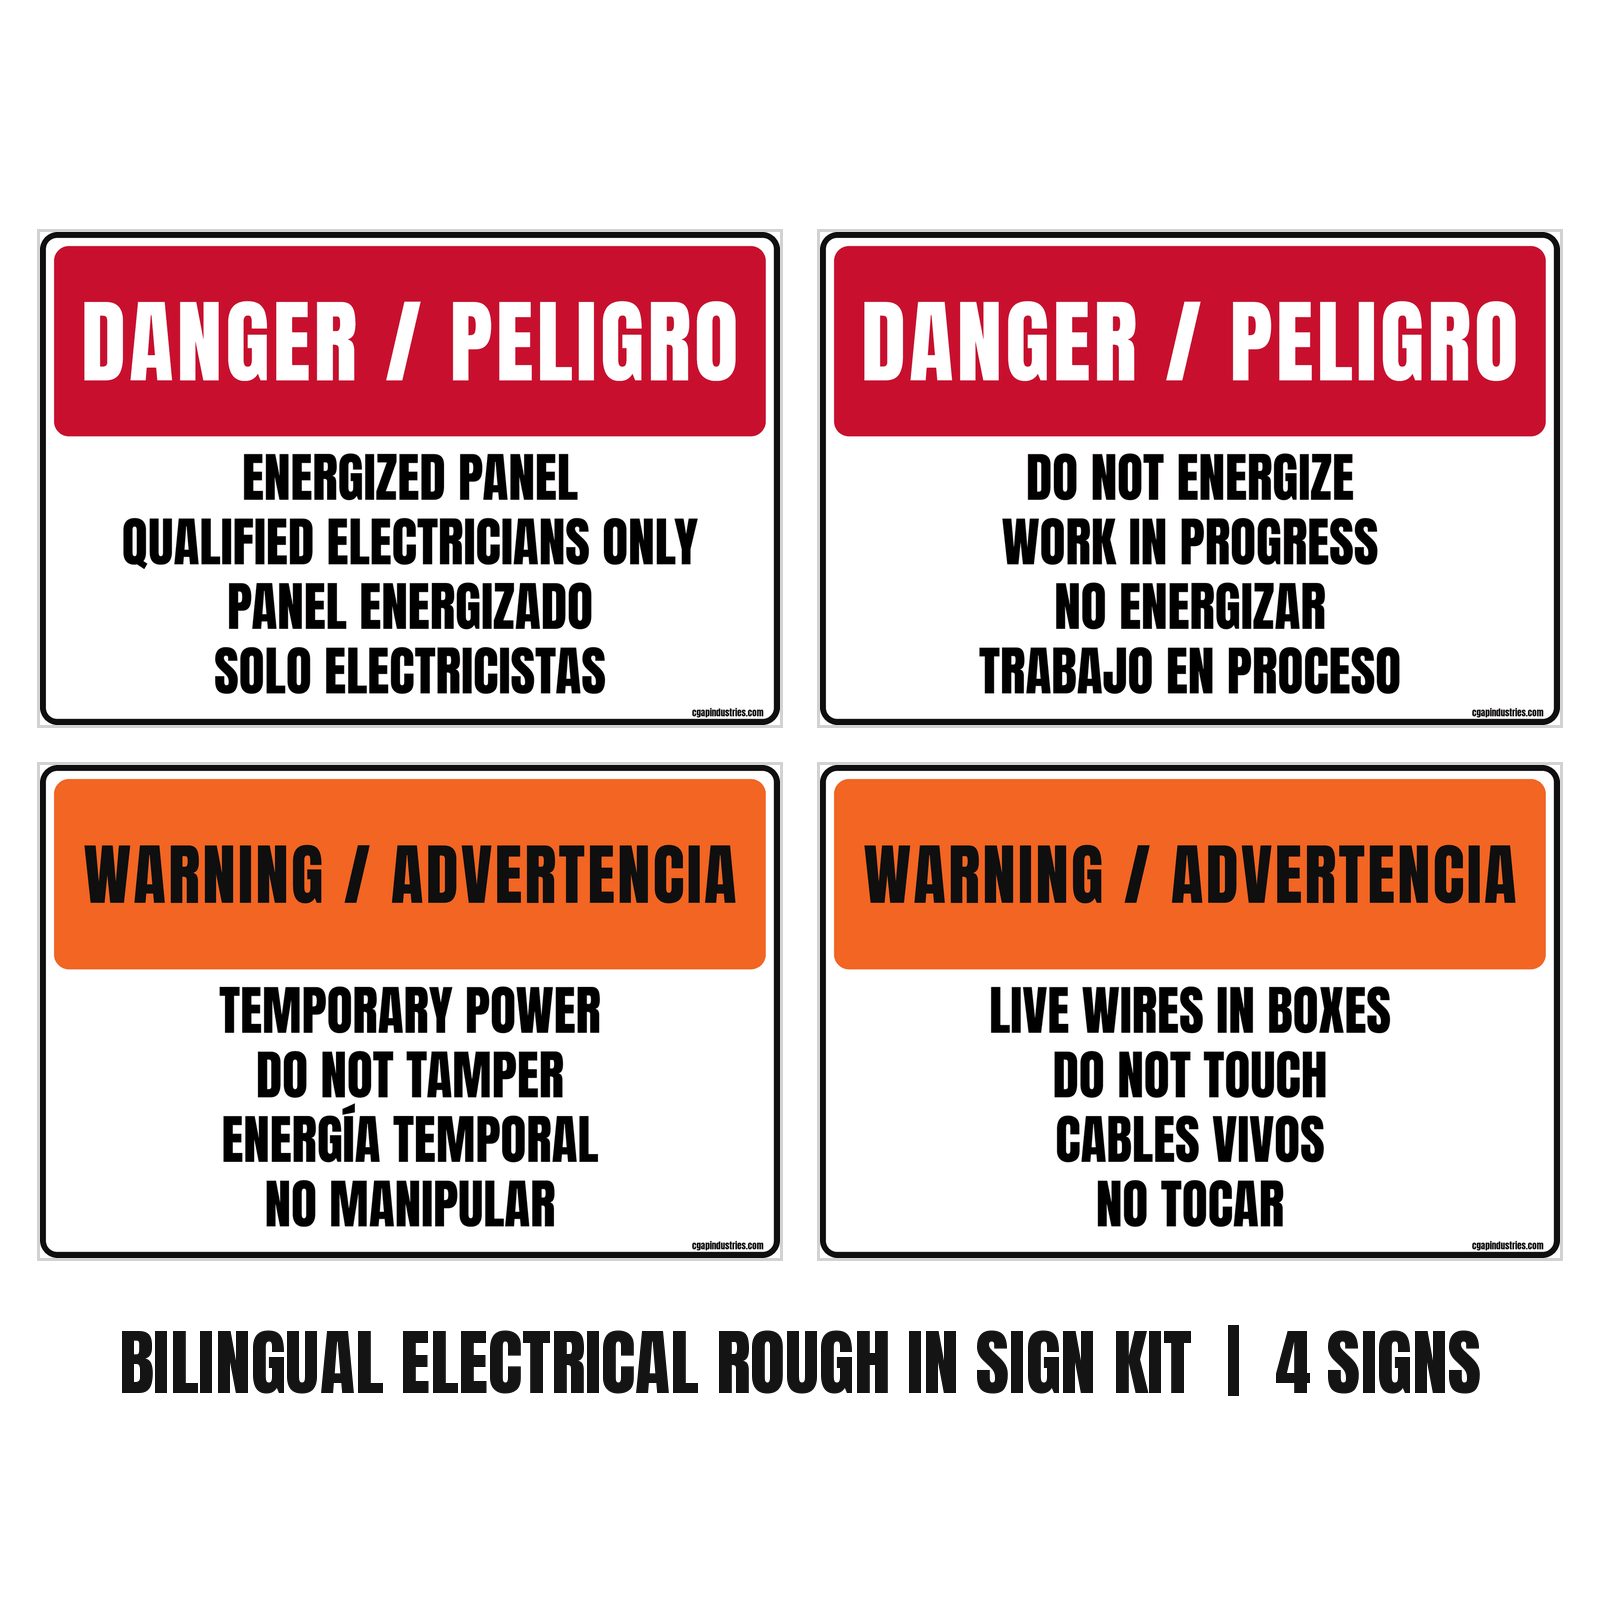 DANGER / PELIGRO
ENERGIZED PANEL
QUALIFIED ELECTRICIANS ONLY
PANEL ENERGIZADO
SOLO ELECTRICISTAS
cgapindustries.com
DANGER / PELIGRO
DO NOT ENERGIZE
WORK IN PROGRESS
NO ENERGIZAR
TRABAJO EN PROCESO
cgapindustries.com
WARNING / ADVERTENCIA
TEMPORARY POWER
DO NOT TAMPER
ENERGÍA TEMPORAL
NO MANIPULAR
cgapindustries.com
WARNING / ADVERTENCIA
LIVE WIRES IN BOXES
DO NOT TOUCH
CABLES VIVOS
NO TOCAR
cgapindustries.com
BILINGUAL ELECTRICAL ROUGH IN SIGN KIT | 4 SIGNS